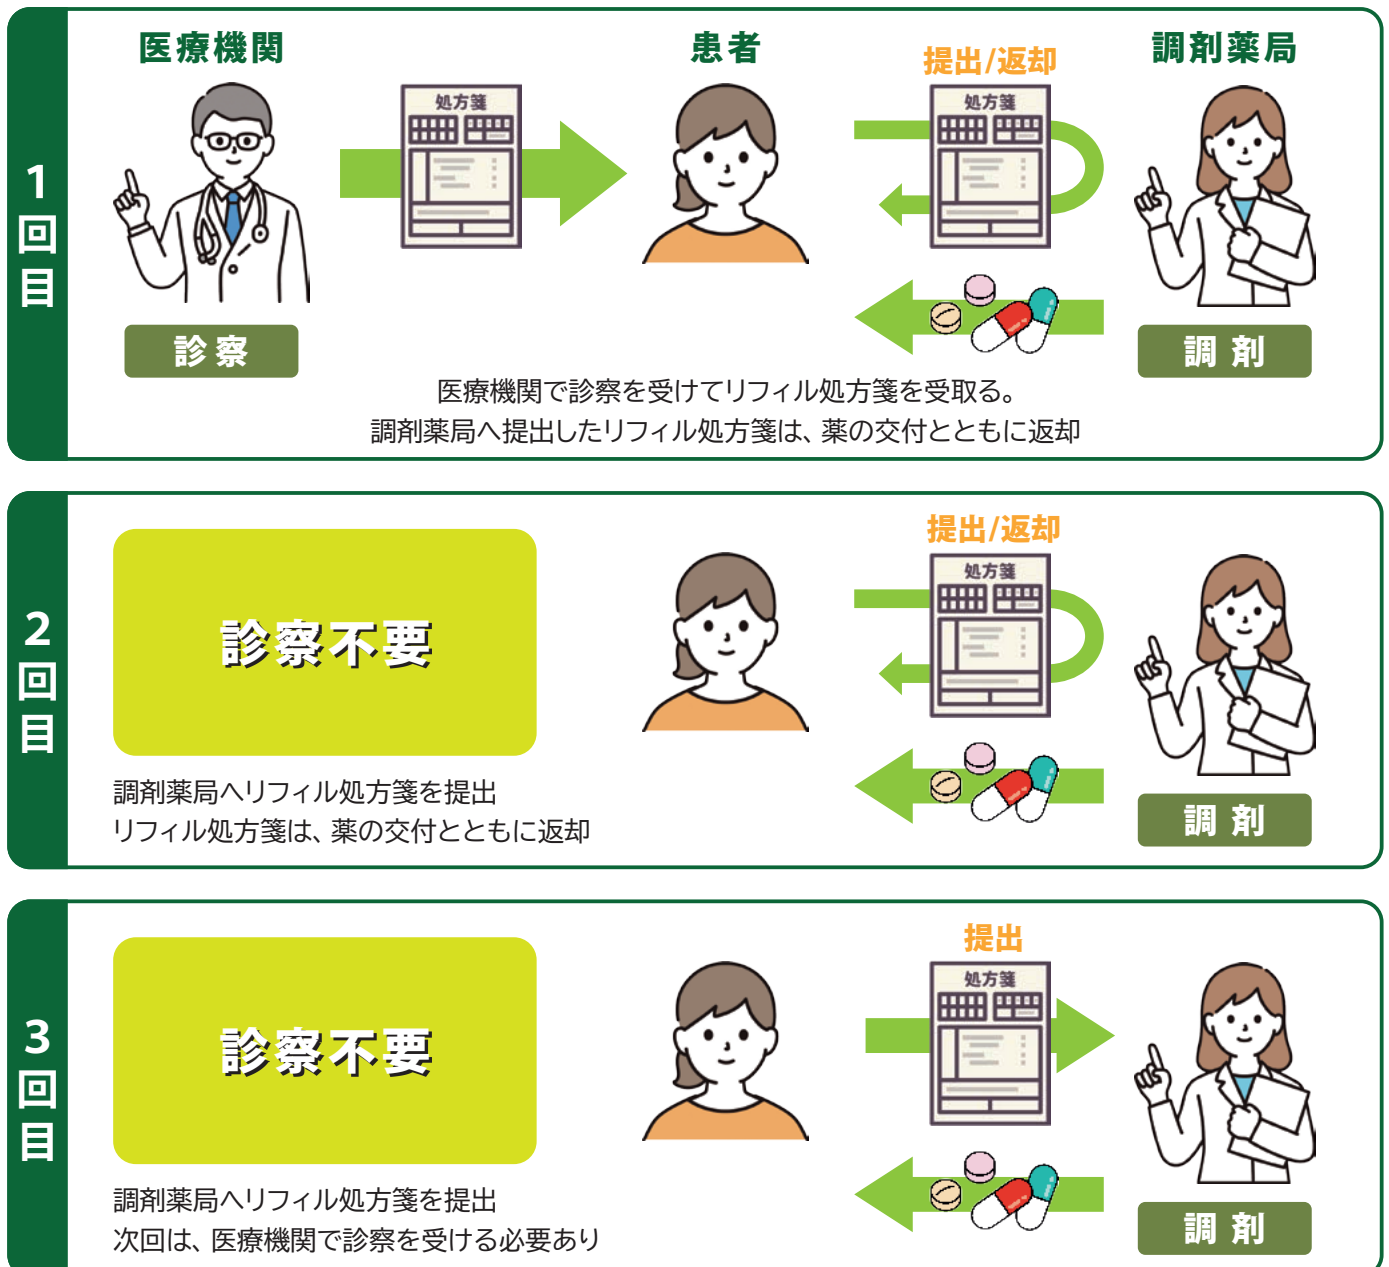 1回目
医療機関
患者
提出/返却
調剤薬局
処方箋
処方箋
診察
調剤
医療機関で診察を受けてリフィル処方箋を受取る。
調剤薬局へ提出したリフィル処方箋は、薬の交付とともに返却
2回目
診察不要
提出/返却
処方箋
調剤薬局へリフィル処方箋を提出
リフィル処方箋は、薬の交付とともに返却
調剤
3回目
診察不要
提出
処方箋
調剤薬局へリフィル処方箋を提出
次回は、医療機関で診察を受ける必要あり
調剤